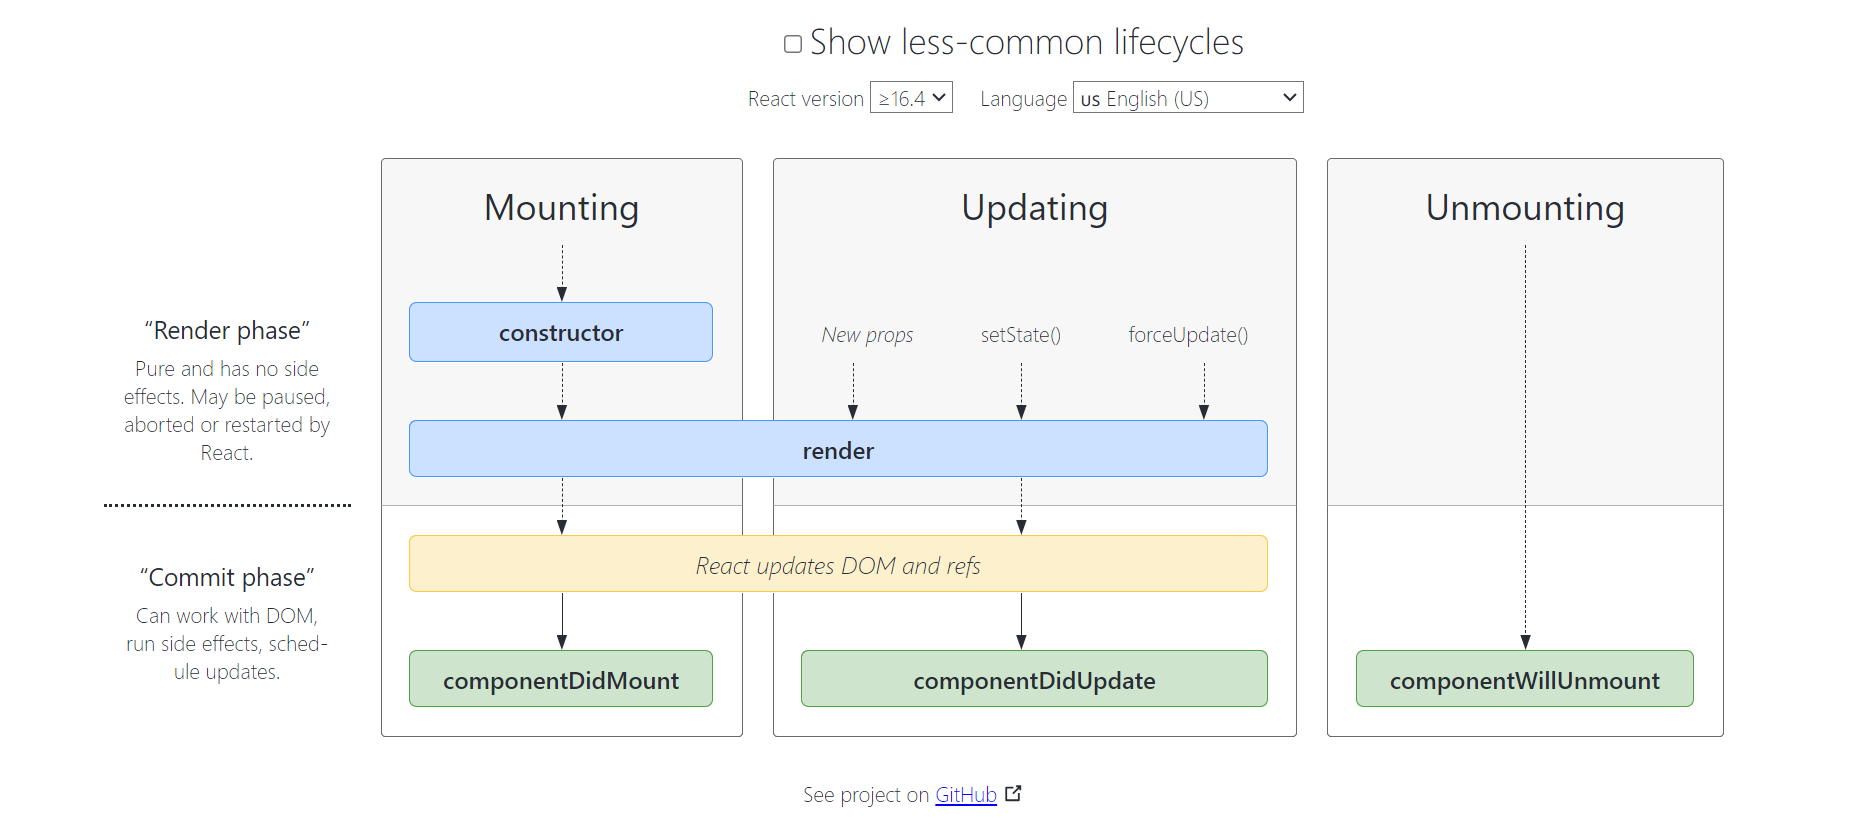 Show less-common lifecycles
React version ≥16.4 Language us English (US)
Mounting
Updating
Unmounting
“Render phase”
Pure and has no side
effects. May be paused,
aborted or restarted by
React.
constructor
New props
setState()
forceUpdate()
render
“Commit phase”
Can work with DOM,
run side effects, sched-
ule updates.
React updates DOM and refs
componentDidMount
componentDidUpdate
componentWillUnmount
See project on GitHub